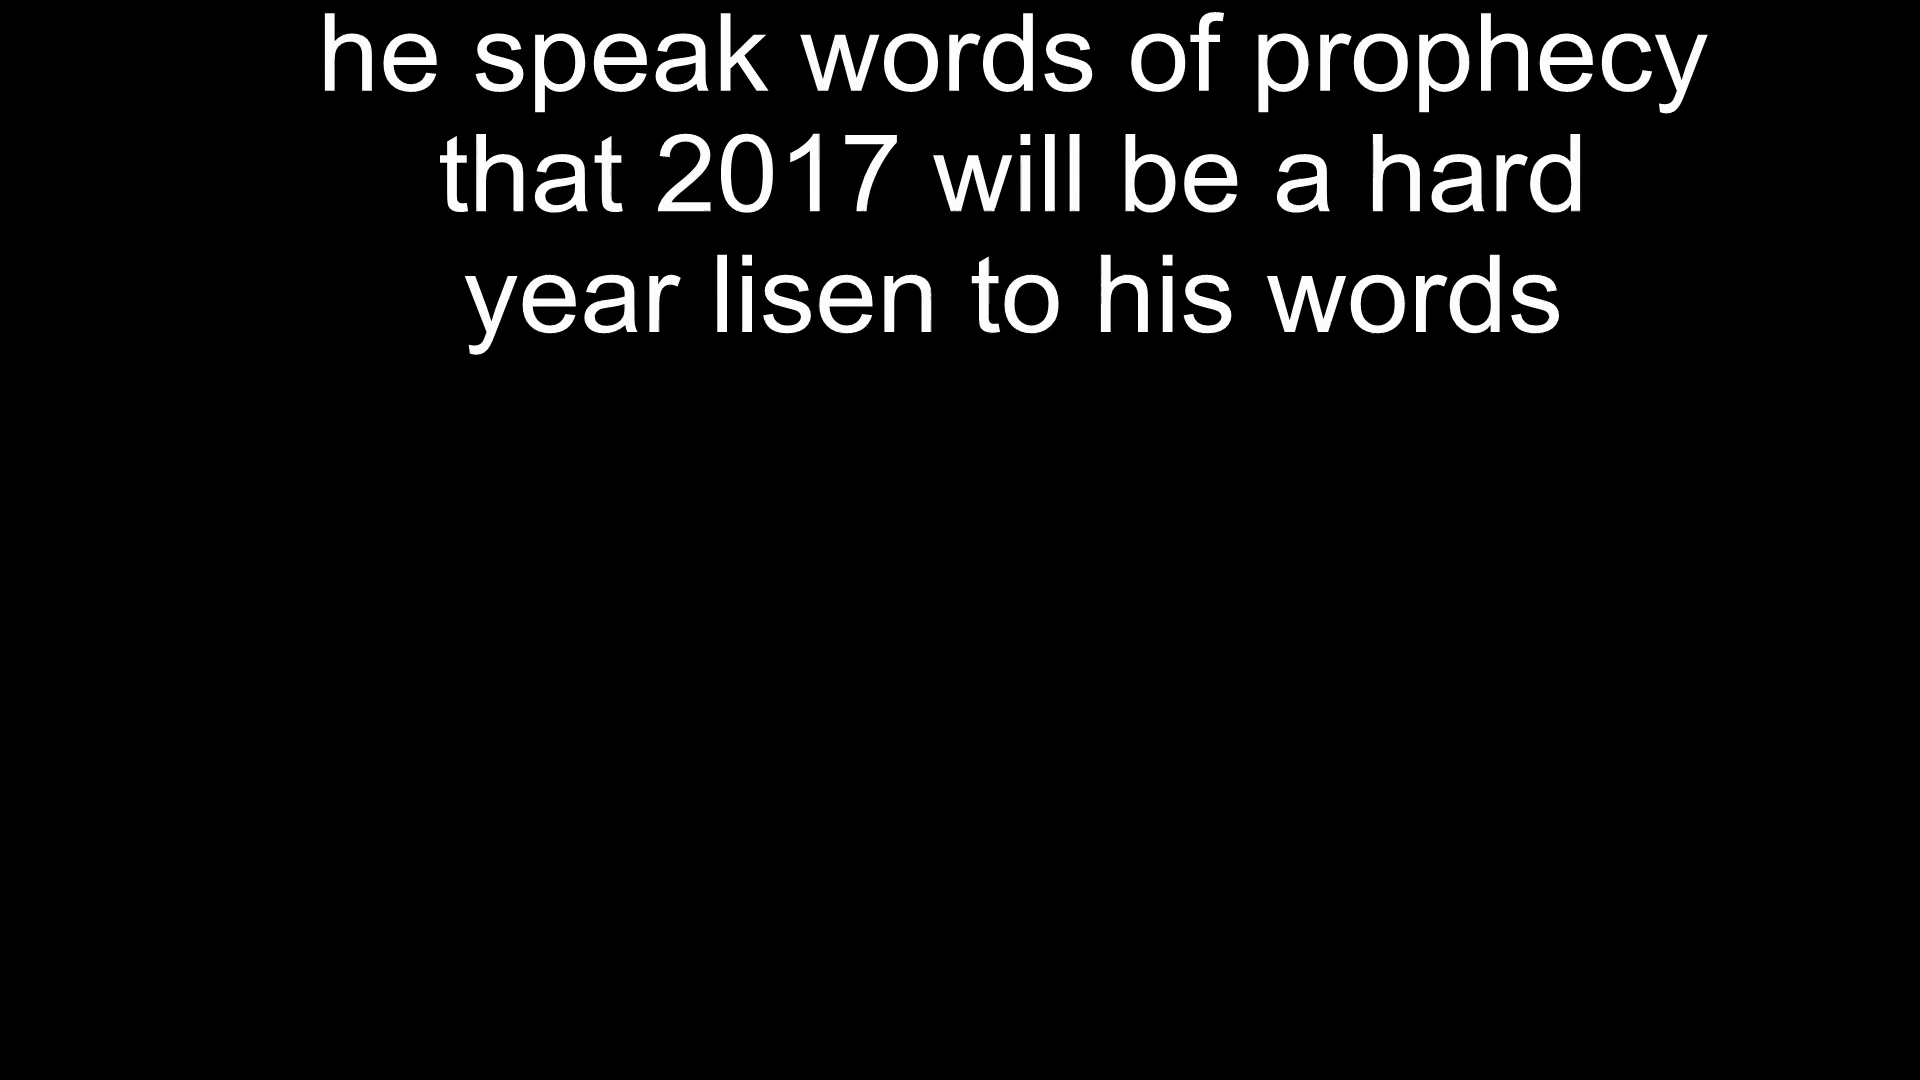 he speak words of prophecy
that 2017 will be a hard
year lisen to his words